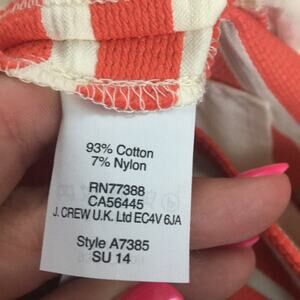 93% Cotton
7% Nylon
RN77388
CA56445
J. CREW U.K. Ltd EC4V 6JA
Style A7385
SU 14